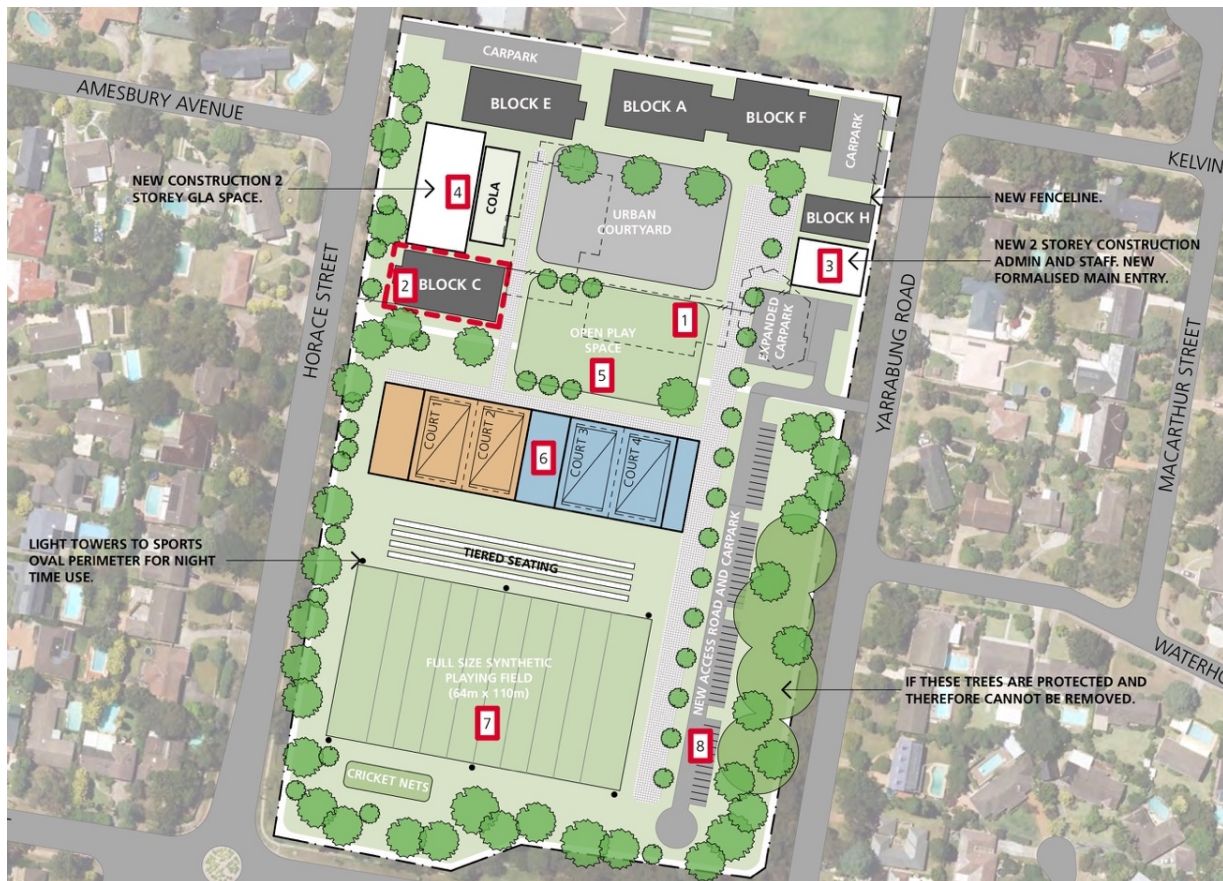 AMESBURY AVENUE
CARPARK
BLOCK E
BLOCK A
BLOCK F
CARPARK
KELVIN
NEW CONSTRUCTION 2
STOREY GLA SPACE.
4
COLA
URBAN
COURTYARD
NEW FENCELINE.
BLOCK H
NEW 2 STOREY CONSTRUCTION
ADMIN AND STAFF. NEW
FORMALISED MAIN ENTRY.
3
2
BLOCK C
1
OPEN PLAY
SPACE
5
EXPANDED
CARPARK
HORACE STREET
YARRABURG ROAD
MACARTHUR STREET
COURT 1
COURT 2
6
COURT 3
COURT 4
LIGHT TOWERS TO SPORTS
OVAL PERIMETER FOR NIGHT
TIME USE.
TIERED SEATING
NEW ACCESS ROAD AND CARPARK
WATERHO
FULL SIZE SYNTHETIC
PLAYING FIELD
(64m x 110m)
7
IF THESE TREES ARE PROTECTED AND
THEREFORE CANNOT BE REMOVED.
8
CRICKET NETS